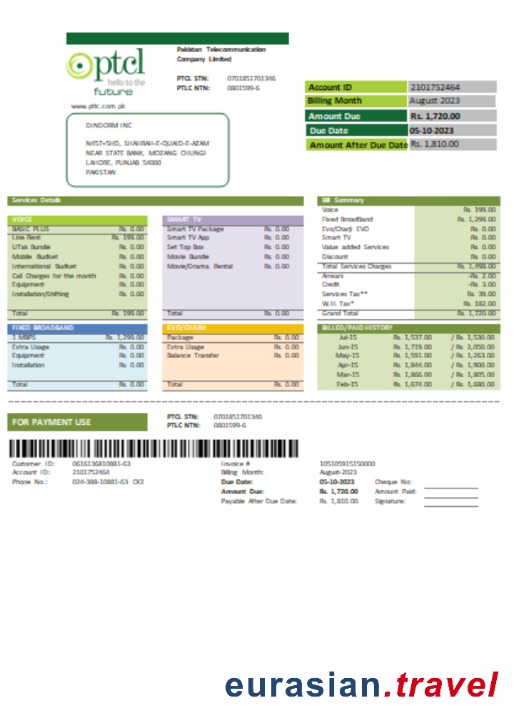 Pakistan Telecommunication
Company Limited
ptcl
hello to the
future
PTCL STN: 0701851701346
PTLC NTN: 0801599-6
www.ptlc.com.pk
Account ID 2101752464
Billing Month August 2023
Amount Due Rs. 1,720.00
Due Date 05-10-2023
Amount After Due Date Rs. 1,810.00
DINDORM INC
N457+5HD, SHAHRAH-E-QUAID-E-AZAM
NEAR STATE BANK, MOZANG CHUNGI
LAHORE, PUNJAB 54000
PAKISTAN
Services Details
VOICE
BASIC PLUS Rs. 0.00
Line Rent Rs. 199.00
UTak Bundle Rs. 0.00
Mobile Budket Rs. 0.00
International Budket Rs. 0.00
Call Charges for the month Rs. 0.00
Equipment Rs. 0.00
Installation/Shifting Rs. 0.00
Total Rs. 199.00
SMART TV
Smart TV Package Rs. 0.00
Smart TV App Rs. 0.00
Set Top Box Rs. 0.00
Movie Bundle Rs. 0.00
Movie/Drama Rental Rs. 0.00
Total Rs. 0.00
Bill Summary
Voice Rs. 199.00
Fixed BroadBand Rs. 1,299.00
Evo/Charji EVO Rs. 0.00
Smart TV Rs. 0.00
Value added Services Rs. 0.00
Discount Rs. 0.00
Total Services Charges Rs. 1,498.00
Arrears -Rs. 2.00
Credit -Rs. 3.00
Services Tax** Rs. 39.00
W.H. Tax* Rs. 182.00
Grand Total Rs. 1,720.00
FIXED BROADBAND
1 MBPS Rs. 1,299.00
Extra Usage Rs. 0.00
Equipment Rs. 0.00
Installation Rs. 0.00
Total Rs. 0.00
EVO/CHARJI
Package Rs. 0.00
Extra Usage Rs. 0.00
Balance Transfer Rs. 0.00
Total Rs. 0.00
BILLED/PAID HISTORY
Jul-15 Rs. 1,537.00 / Rs. 1,530.00
Jun-15 Rs. 1,719.00 / Rs. 2,050.00
May-15 Rs. 1,591.00 / Rs. 1,263.00
Apr-15 Rs. 1,844.00 / Rs. 1,900.00
Mar-15 Rs. 1,866.00 / Rs. 1,805.00
Feb-15 Rs. 1,674.00 / Rs. 1,680.00
FOR PAYMENT USE
PTCL STN: 0701851701346
PTLC NTN: 0801599-6
Customer ID: 0616136810881-63
Account ID: 2101752464
Phone No.: 024-388-10881-63 CK2
Invoice # 105105915150000
Billing Month: August-2023
Due Date: 05-10-2023 Cheque No:
Amount Due: Rs. 1,720.00 Amount Paid:
Payable After Due Date: Rs. 1,810.00 Signature:
eurasian.travel